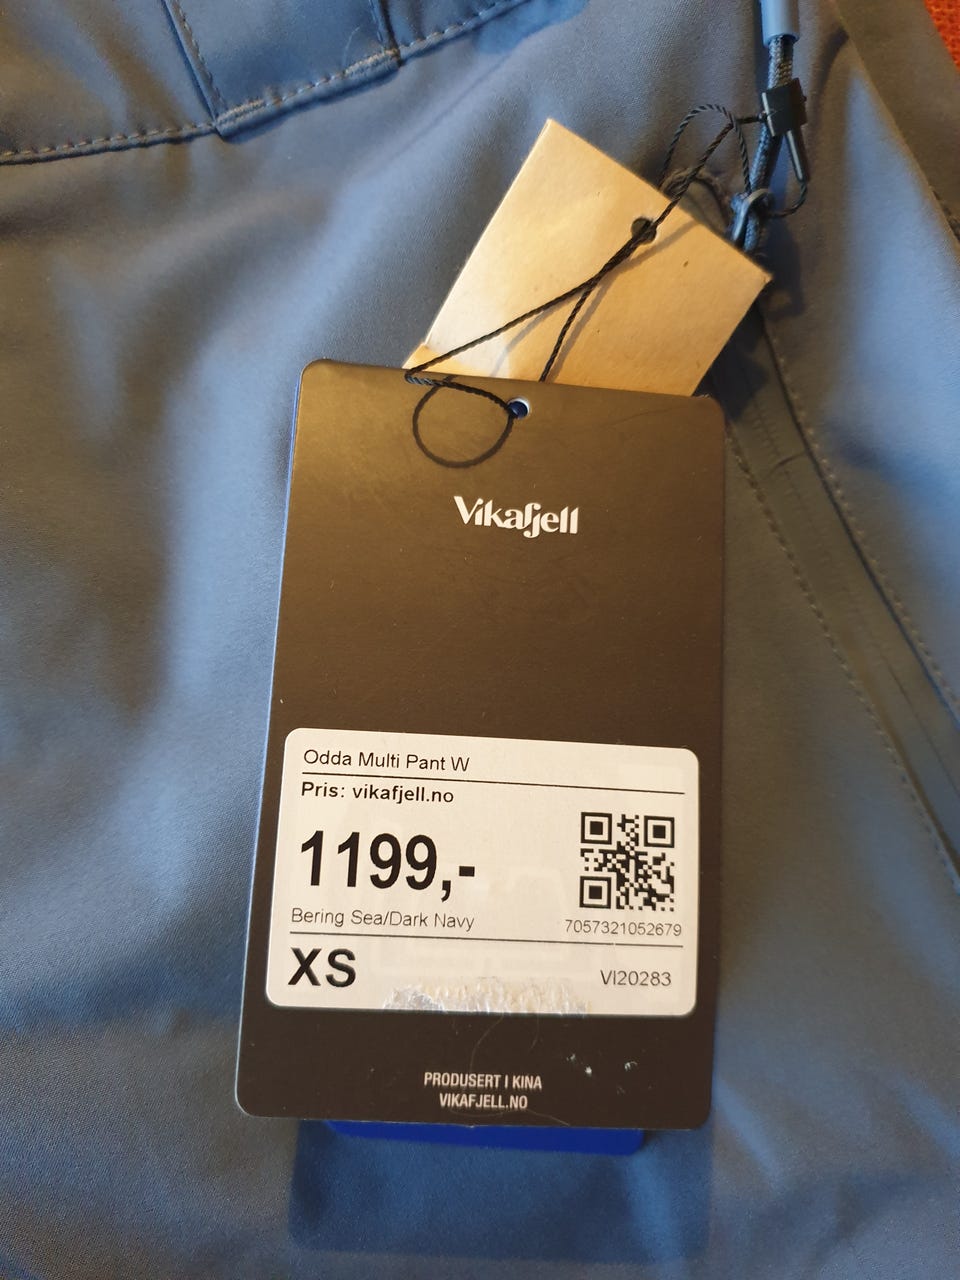 Vikafjell
Odda Multi Pant W
Pris: vikafjell.no
1199,-
Bering Sea/Dark Navy
7057321052679
XS
VI20283
PRODUSERT I KINA
VIKAFJELL.NO